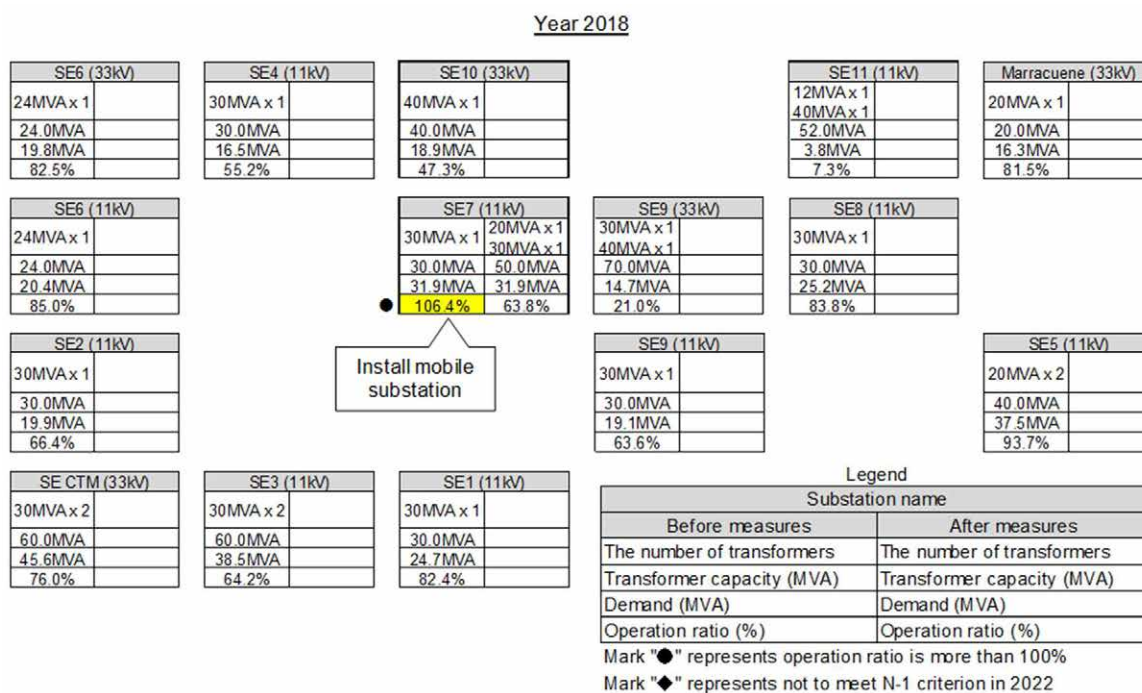 Year 2018
SE6 (33kV)
24MVA x 1
24.0MVA
19.8MVA
82.5%
SE4 (11kV)
30MVA x 1
30.0MVA
16.5MVA
55.2%
SE10 (33kV)
40MVA x 1
40.0MVA
18.9MVA
47.3%
SE11 (11kV)
12MVA x 1
40MVA x 1
52.0MVA
3.8MVA
7.3%
Marracuene (33kV)
20MVA x 1
20.0MVA
16.3MVA
81.5%
SE6 (11kV)
24MVA x 1
24.0MVA
20.4MVA
85.0%
SE7 (11kV)
30MVA x 1
20MVA x 1
30MVA x 1
30.0MVA 50.0MVA
31.9MVA 31.9MVA
106.4% 63.8%
SE9 (33kV)
30MVA x 1
40MVA x 1
70.0MVA
14.7MVA
21.0%
SE8 (11kV)
30MVA x 1
30.0MVA
25.2MVA
83.8%
Install mobile
substation
SE2 (11kV)
30MVA x 1
30.0MVA
19.9MVA
66.4%
SE9 (11kV)
30MVA x 1
30.0MVA
19.1MVA
63.6%
SE5 (11kV)
20MVA x 2
40.0MVA
37.5MVA
93.7%
SE CTM (33kV)
30MVA x 2
60.0MVA
45.6MVA
76.0%
SE3 (11kV)
30MVA x 2
60.0MVA
38.5MVA
64.2%
SE1 (11kV)
30MVA x 1
30.0MVA
24.7MVA
82.4%
Legend
Substation name
Before measures After measures
The number of transformers The number of transformers
Transformer capacity (MVA) Transformer capacity (MVA)
Demand (MVA) Demand (MVA)
Operation ratio (%) Operation ratio (%)
Mark "●" represents operation ratio is more than 100%
Mark "◆" represents not to meet N-1 criterion in 2022